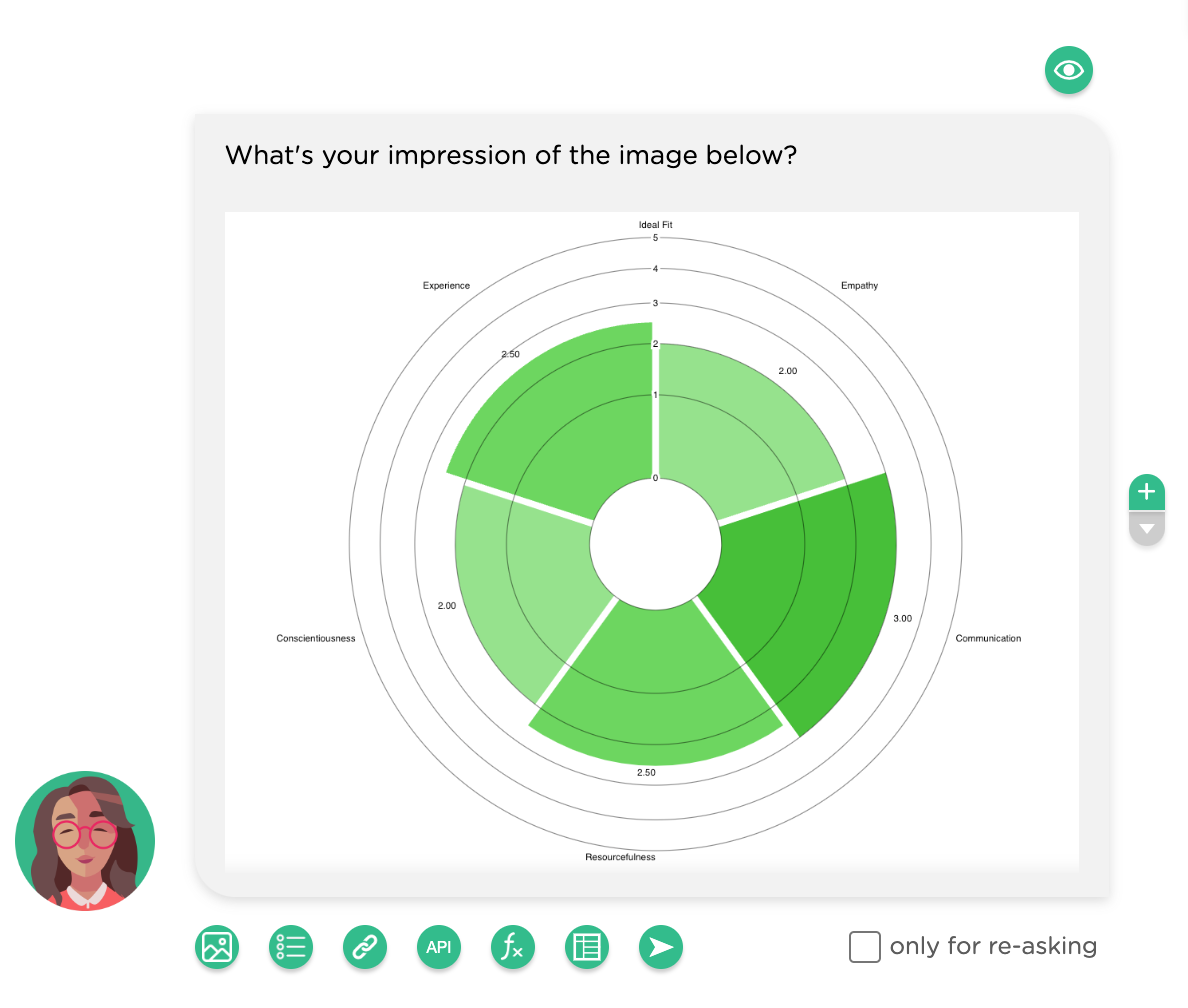 What's your impression of the image below?
Ideal Fit
5
4
Experience
Empathy
3
2
2.50
2.00
1
0
2.00
3.00
Conscientiousness
Communication
2.50
Resourcefulness
API
fx
only for re-asking